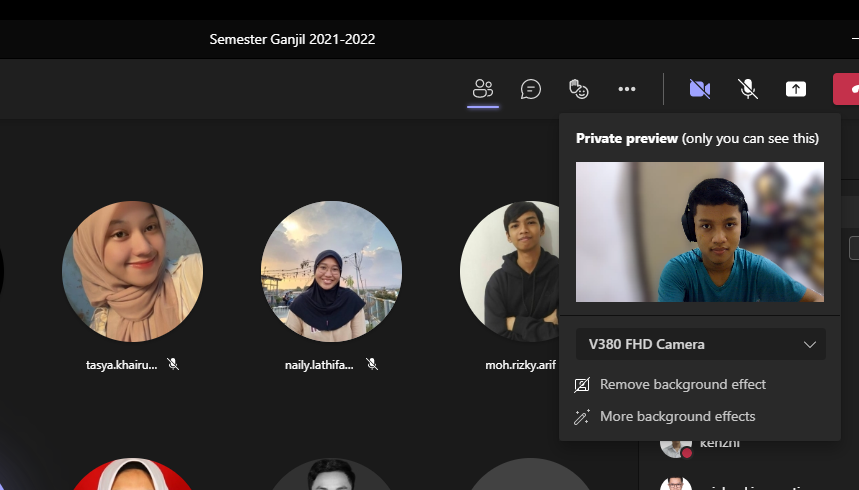 Semester Ganjil 2021-2022
Private preview (only you can see this)
tasya.khairu...
naily.lathifa...
moh.rizky.arif
V380 FHD Camera
Remove background effect
More background effects
kenzhi